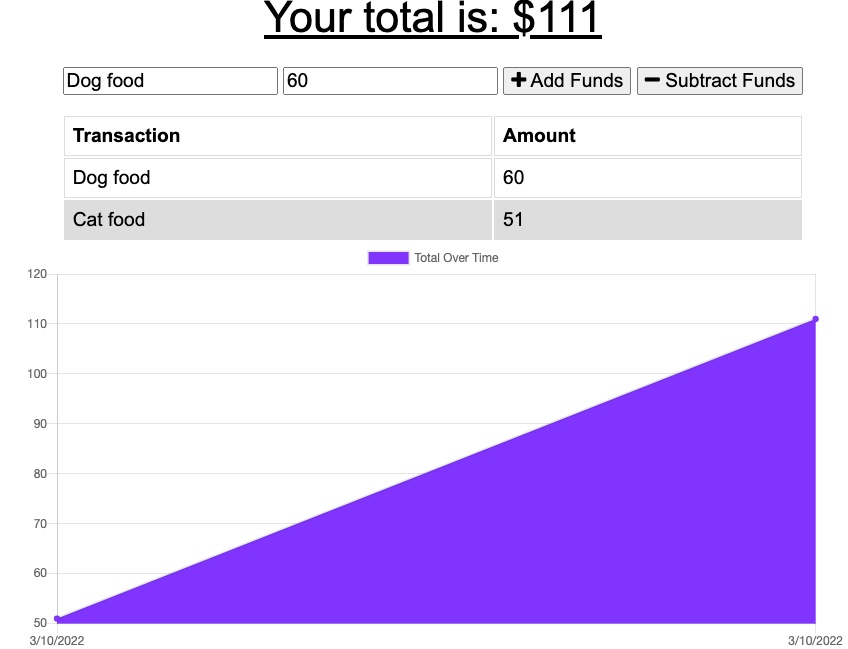 Your total is: $111
Dog food 60 Add Funds Subtract Funds
Transaction Amount
Dog food 60
Cat food 51
Total Over Time
120
110
100
90
80
70
60
50
3/10/2022 3/10/2022